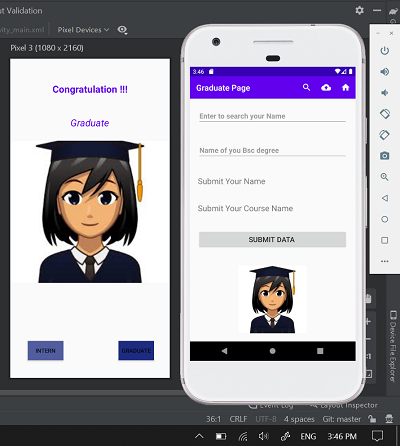 ut Validation
ity_main.xml
Pixel Devices
Pixel 3 (1080 x 2160)
Congratulation !!!
Graduate
INTERN
GRADUATE
3:46
Graduate Page
Enter to search your Name
Name of you Bsc degree
Submit Your Name
Submit Your Course Name
SUBMIT DATA
1:1
Device File Explorer
Event Log
Layout Inspector
36:1 CRLF UTF-8 4 spaces Git: master
ENG 3:46 PM